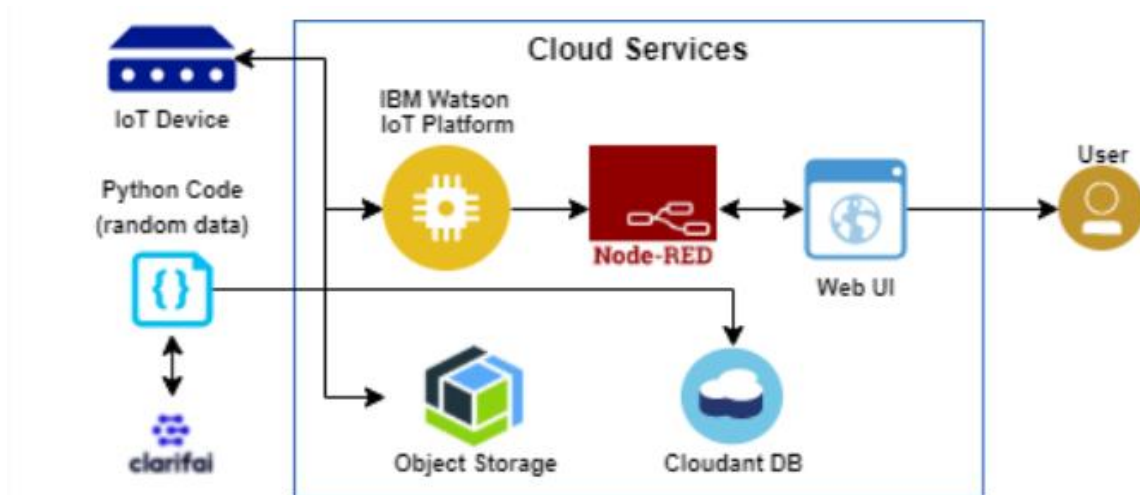 Cloud Services
IoT Device
IBM Watson
IoT Platform
Python Code
(random data)
Node-RED
Web UI
User
clarifai
Object Storage
Cloudant DB